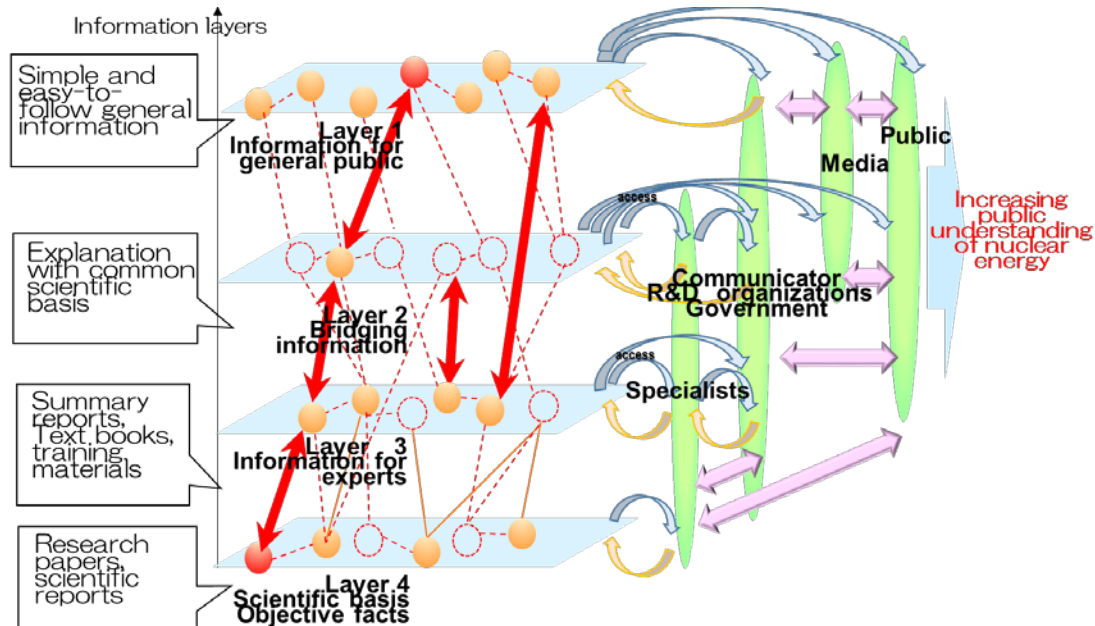 Information layers
Simple and
easy-to-
follow general
information
Layer 1
Information for
general public
Public
Media
access
Increasing
public
understanding
of nuclear
energy
Explanation
with common
scientific
basis
Communicator
R&D organizations
Government
Layer 2
Bridging
information
access
Specialists
Summary
reports,
Text books,
training
materials
Layer 3
Information for
experts
Research
papers,
scientific
reports
Layer 4
Scientific basis
Objective facts